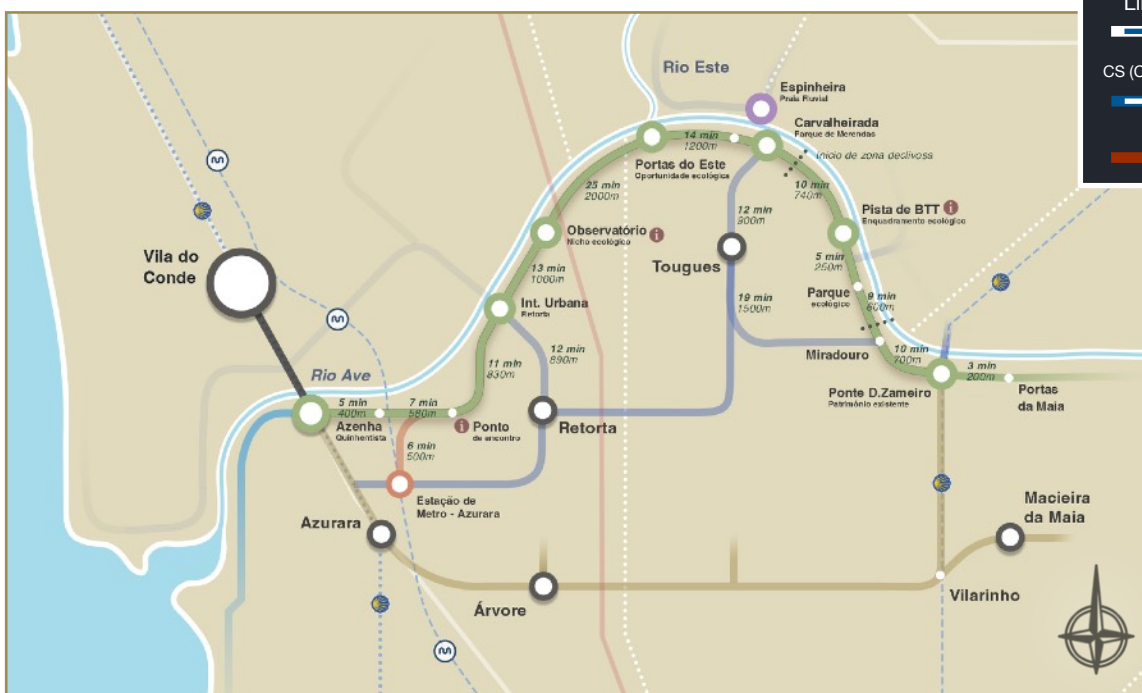 Rio Este
Espinheira
Praia Fluvial
Carvalheirada
Parque de Merendas
14 min
1200m
Início de zona declivosa
Portas do Este
Oportunidade ecológica
25 min
2000m
10 min
740m
12 min
900m
Pista de BTT
Enquadramento ecológico
Observatório
Nicho ecológico
Vila do
Conde
Tougues
13 min
1000m
5 min
250m
Parque
ecológico
9 min
800m
Int. Urbana
Retorta
19 min
1500m
12 min
890m
11 min
830m
Miradouro
10 min
700m
Rio Ave
3 min
200m
Ponte D.Zameiro
Património existente
Portas
da Maia
5 min
400m
7 min
580m
Azenha
Quinhentista
Ponto
de encontro
Retorta
6 min
500m
Estação de
Metro - Azurara
Azurara
Macieira
da Maia
Árvore
Vilarinho
CS